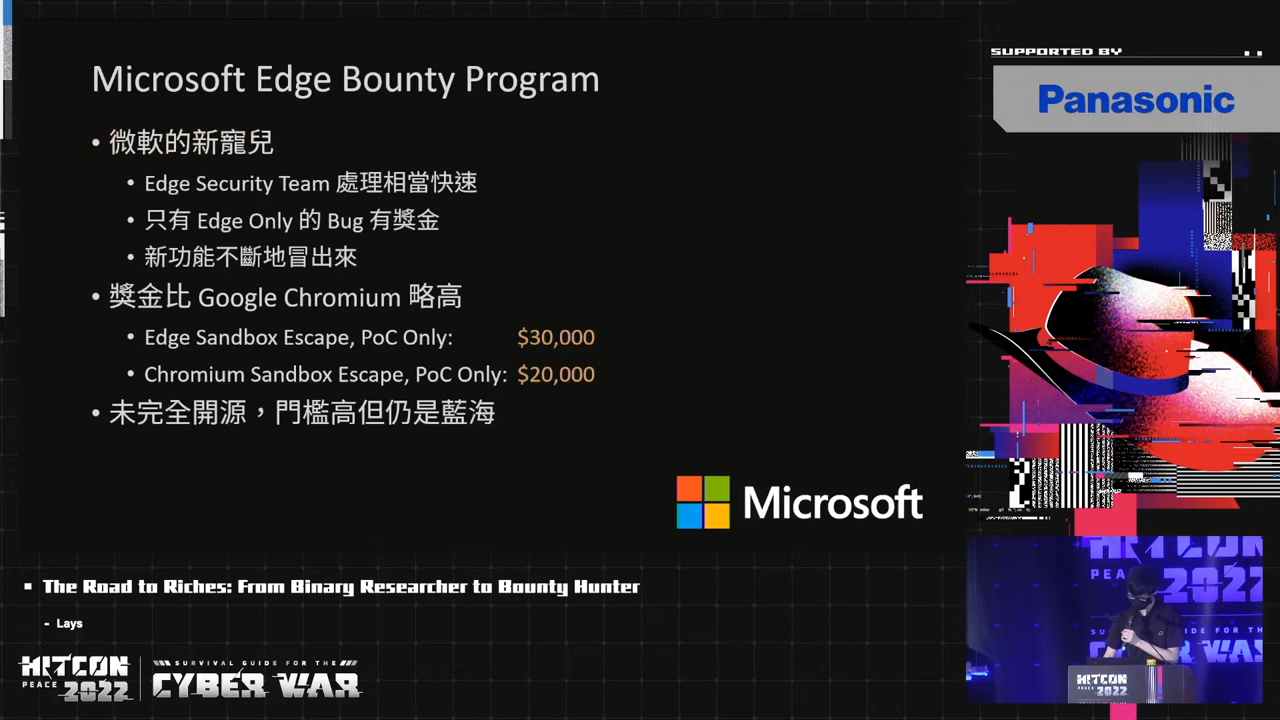 Microsoft Edge Bounty Program
• 微軟的新寵兒
• Edge Security Team 處理相當快速
• 只有 Edge Only 的 Bug 有獎金
• 新功能不斷地冒出來
• 獎金比 Google Chromium 略高
• Edge Sandbox Escape, PoC Only: $30,000
• Chromium Sandbox Escape, PoC Only: $20,000
• 未完全開源，門檻高但仍是藍海
Microsoft
SUPPORTED BY
Panasonic
The Road to Riches: From Binary Researcher to Bounty Hunter
- Lays
HITCON
PEACE 2022
SURVIVAL GUIDE FOR THE
CYBER WAR
HITCON
2022
HITCON
2022